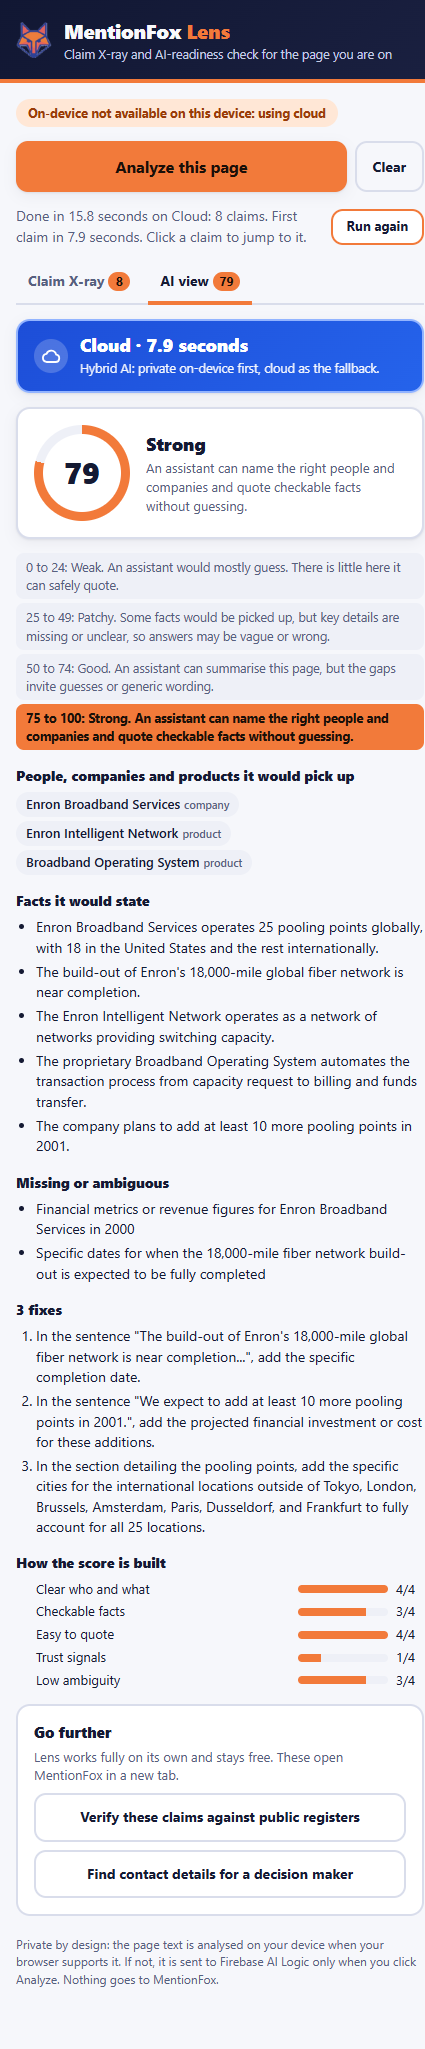 MentionFox Lens
Claim X-ray and AI-readiness check for the page you are on
On-device not available on this device: using cloud
Analyze this page
Clear
Done in 15.8 seconds on Cloud: 8 claims. First
claim in 7.9 seconds. Click a claim to jump to it.
Run again
Claim X-ray 8
AI view 79
Cloud · 7.9 seconds
Hybrid AI: private on-device first, cloud as the fallback.
79
Strong
An assistant can name the right people and
companies and quote checkable facts
without guessing.
0 to 24: Weak. An assistant would mostly guess. There is little here it
can safely quote.
25 to 49: Patchy. Some facts would be picked up, but key details are
missing or unclear, so answers may be vague or wrong.
50 to 74: Good. An assistant can summarise this page, but the gaps
invite guesses or generic wording.
75 to 100: Strong. An assistant can name the right people and
companies and quote checkable facts without guessing.
People, companies and products it would pick up
Enron Broadband Services company
Enron Intelligent Network product
Broadband Operating System product
Facts it would state
• Enron Broadband Services operates 25 pooling points globally,
with 18 in the United States and the rest internationally.
• The build-out of Enron's 18,000-mile global fiber network is
near completion.
• The Enron Intelligent Network operates as a network of
networks providing switching capacity.
• The proprietary Broadband Operating System automates the
transaction process from capacity request to billing and funds
transfer.
• The company plans to add at least 10 more pooling points in
2001.
Missing or ambiguous
• Financial metrics or revenue figures for Enron Broadband
Services in 2000
• Specific dates for when the 18,000-mile fiber network build-
out is expected to be fully completed
3 fixes
1. In the sentence "The build-out of Enron's 18,000-mile global
fiber network is near completion...", add the specific
completion date.
2. In the sentence "We expect to add at least 10 more pooling
points in 2001.", add the projected financial investment or cost
for these additions.
3. In the section detailing the pooling points, add the specific
cities for the international locations outside of Tokyo, London,
Brussels, Amsterdam, Paris, Dusseldorf, and Frankfurt to fully
account for all 25 locations.
How the score is built
Clear who and what 4/4
Checkable facts 3/4
Easy to quote 4/4
Trust signals 1/4
Low ambiguity 3/4
Go further
Lens works fully on its own and stays free. These open
MentionFox in a new tab.
Verify these claims against public registers
Find contact details for a decision maker
Private by design: the page text is analysed on your device when your
browser supports it. If not, it is sent to Firebase AI Logic only when you click
Analyze. Nothing goes to MentionFox.